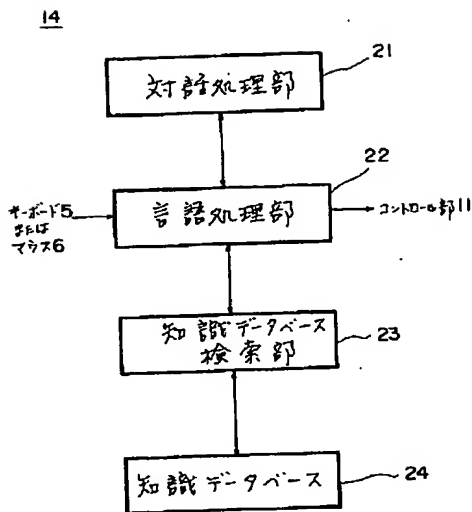 14
21
対話処理部
22
キーボード5
または
マウス6
言語処理部
コントロール部11
知識データベース
検索部
23
知識データベース
24